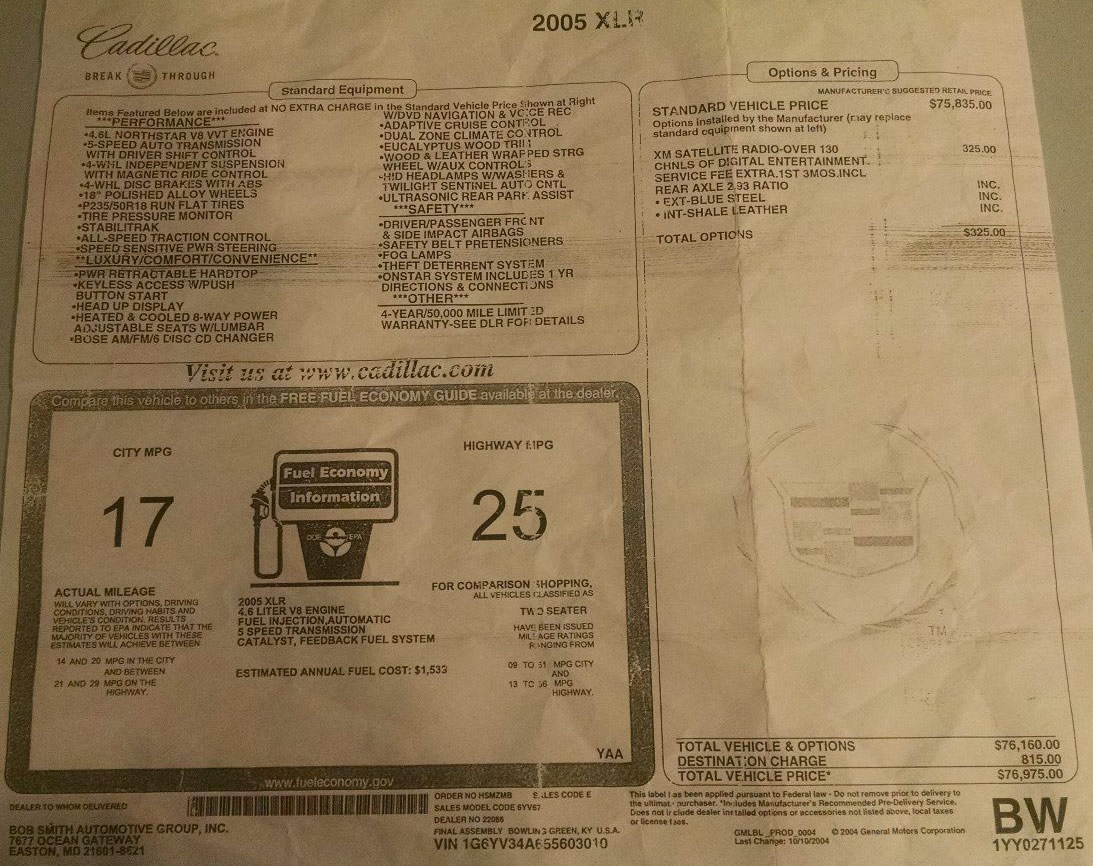 2005 XLR
Cadillac
BREAK THROUGH
Standard Equipment
Items Featured Below are included at NO EXTRA CHARGE in the Standard Vehicle Price Shown at Right
***PERFORMANCE***
•4.6L NORTHSTAR V8 VVT ENGINE
•5-SPEED AUTO TRANSMISSION
WITH DRIVER SHIFT CONTROL
•4-WHL INDEPENDENT SUSPENSION
WITH MAGNETIC RIDE CONTROL
•4-WHL DISC BRAKES WITH ABS
•18" POLISHED ALLOY WHEELS
•P235/50R18 RUN FLAT TIRES
•TIRE PRESSURE MONITOR
•STABILITRAK
•ALL-SPEED TRACTION CONTROL
•SPEED SENSITIVE PWR STEERING
**LUXURY/COMFORT/CONVENIENCE**
•PWR RETRACTABLE HARDTOP
•KEYLESS ACCESS W/PUSH
BUTTON START
•HEAD UP DISPLAY
•HEATED & COOLED 8-WAY POWER
ADJUSTABLE SEATS W/LUMBAR
•BOSE AM/FM/6 DISC CD CHANGER
W/DVD NAVIGATION & VOICE REC
•ADAPTIVE CRUISE CONTROL
•DUAL ZONE CLIMATE CONTROL
•EUCALYPTUS WOOD TRIM
•WOOD & LEATHER WRAPPED STRG
WHEEL W/AUX CONTROLS
•HID HEADLAMPS W/WASHERS &
TWILIGHT SENTINEL AUTO CNTL
•ULTRASONIC REAR PARK ASSIST
***SAFETY***
•DRIVER/PASSENGER FRONT
& SIDE IMPACT AIRBAGS
•SAFETY BELT PRETENSIONERS
•FOG LAMPS
•THEFT DETERRENT SYSTEM
•ONSTAR SYSTEM INCLUDES 1 YR
DIRECTIONS & CONNECTIONS
***OTHER***
4-YEAR/50,000 MILE LIMITED
WARRANTY-SEE DLR FOR DETAILS
Options & Pricing
MANUFACTURER'S SUGGESTED RETAIL PRICE
STANDARD VEHICLE PRICE $75,835.00
Options installed by the Manufacturer (may replace
standard equipment shown at left)
XM SATELLITE RADIO-OVER 130 325.00
CHNLS OF DIGITAL ENTERTAINMENT.
SERVICE FEE EXTRA.1ST 3MOS.INCL
REAR AXLE 2.93 RATIO INC.
• EXT-BLUE STEEL INC.
• INT-SHALE LEATHER INC.
TOTAL OPTIONS $325.00
Visit us at www.cadillac.com
Compare this vehicle to others in the FREE FUEL ECONOMY GUIDE available at the dealer.
CITY MPG
17
Fuel Economy
Information
DOE EPA
HIGHWAY MPG
25
ACTUAL MILEAGE
WILL VARY WITH OPTIONS, DRIVING
CONDITIONS, DRIVING HABITS AND
VEHICLE'S CONDITION. RESULTS
REPORTED TO EPA INDICATE THAT THE
MAJORITY OF VEHICLES WITH THESE
ESTIMATES WILL ACHIEVE BETWEEN
14 AND 20 MPG IN THE CITY
AND BETWEEN
21 AND 29 MPG ON THE
HIGHWAY.
2005 XLR
4.6 LITER V8 ENGINE
FUEL INJECTION,AUTOMATIC
5 SPEED TRANSMISSION
CATALYST, FEEDBACK FUEL SYSTEM
ESTIMATED ANNUAL FUEL COST: $1,533
FOR COMPARISON SHOPPING,
ALL VEHICLES CLASSIFIED AS
TWO SEATER
HAVE BEEN ISSUED
MILEAGE RATINGS
RANGING FROM
09 TO 61 MPG CITY
AND
13 TO 66 MPG
HIGHWAY.
YAA
www.fueleconomy.gov
TM
TOTAL VEHICLE & OPTIONS $76,160.00
DESTINATION CHARGE 815.00
TOTAL VEHICLE PRICE* $76,975.00
DEALER TO WHOM DELIVERED
BOB SMITH AUTOMOTIVE GROUP, INC.
7677 OCEAN GATEWAY
EASTON, MD 21601-8621
ORDER NO HSMZMB SALES CODE E
SALES MODEL CODE 6YV67
DEALER NO 22086
FINAL ASSEMBLY BOWLING GREEN, KY U.S.A.
VIN 1G6YV34A655603010
This label has been applied pursuant to Federal law - Do not remove prior to delivery to
the ultimate purchaser. *Includes Manufacturer's Recommended Pre-Delivery Service.
Does not include dealer installed options or accessories not listed above, local taxes
or license fees.
GMLBL_PROD_0004 © 2004 General Motors Corporation
Last Change: 10/10/2004
BW
1YY0271125